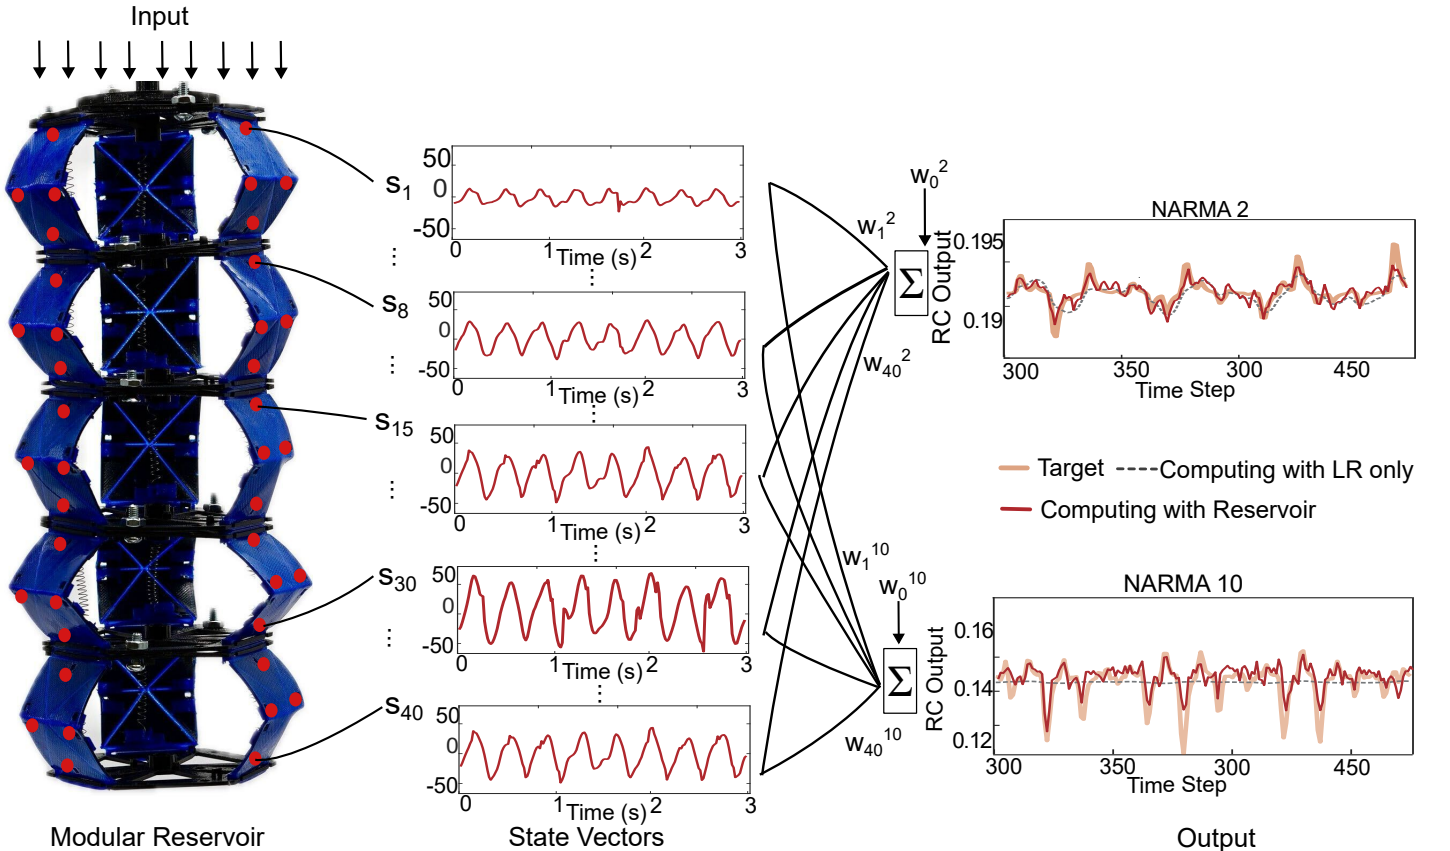 Input
s1
⋮
s8
⋮
s15
⋮
s30
⋮
s40
Modular Reservoir
50
0
-50
0 1 2 3
Time (s)
50
0
-50
0 1 2 3
Time (s)
50
0
-50
0 1 2 3
Time (s)
50
0
-50
0 1 2 3
Time (s)
50
0
-50
0 1 2 3
Time (s)
State Vectors
w0^2
w1^2
w40^2
Σ
w1^10
w0^10
w40^10
Σ
NARMA 2
RC Output
0.195
0.19
300 350 300 450
Time Step
Target
Computing with LR only
Computing with Reservoir
NARMA 10
RC Output
0.16
0.14
0.12
300 350 300 450
Time Step
Output